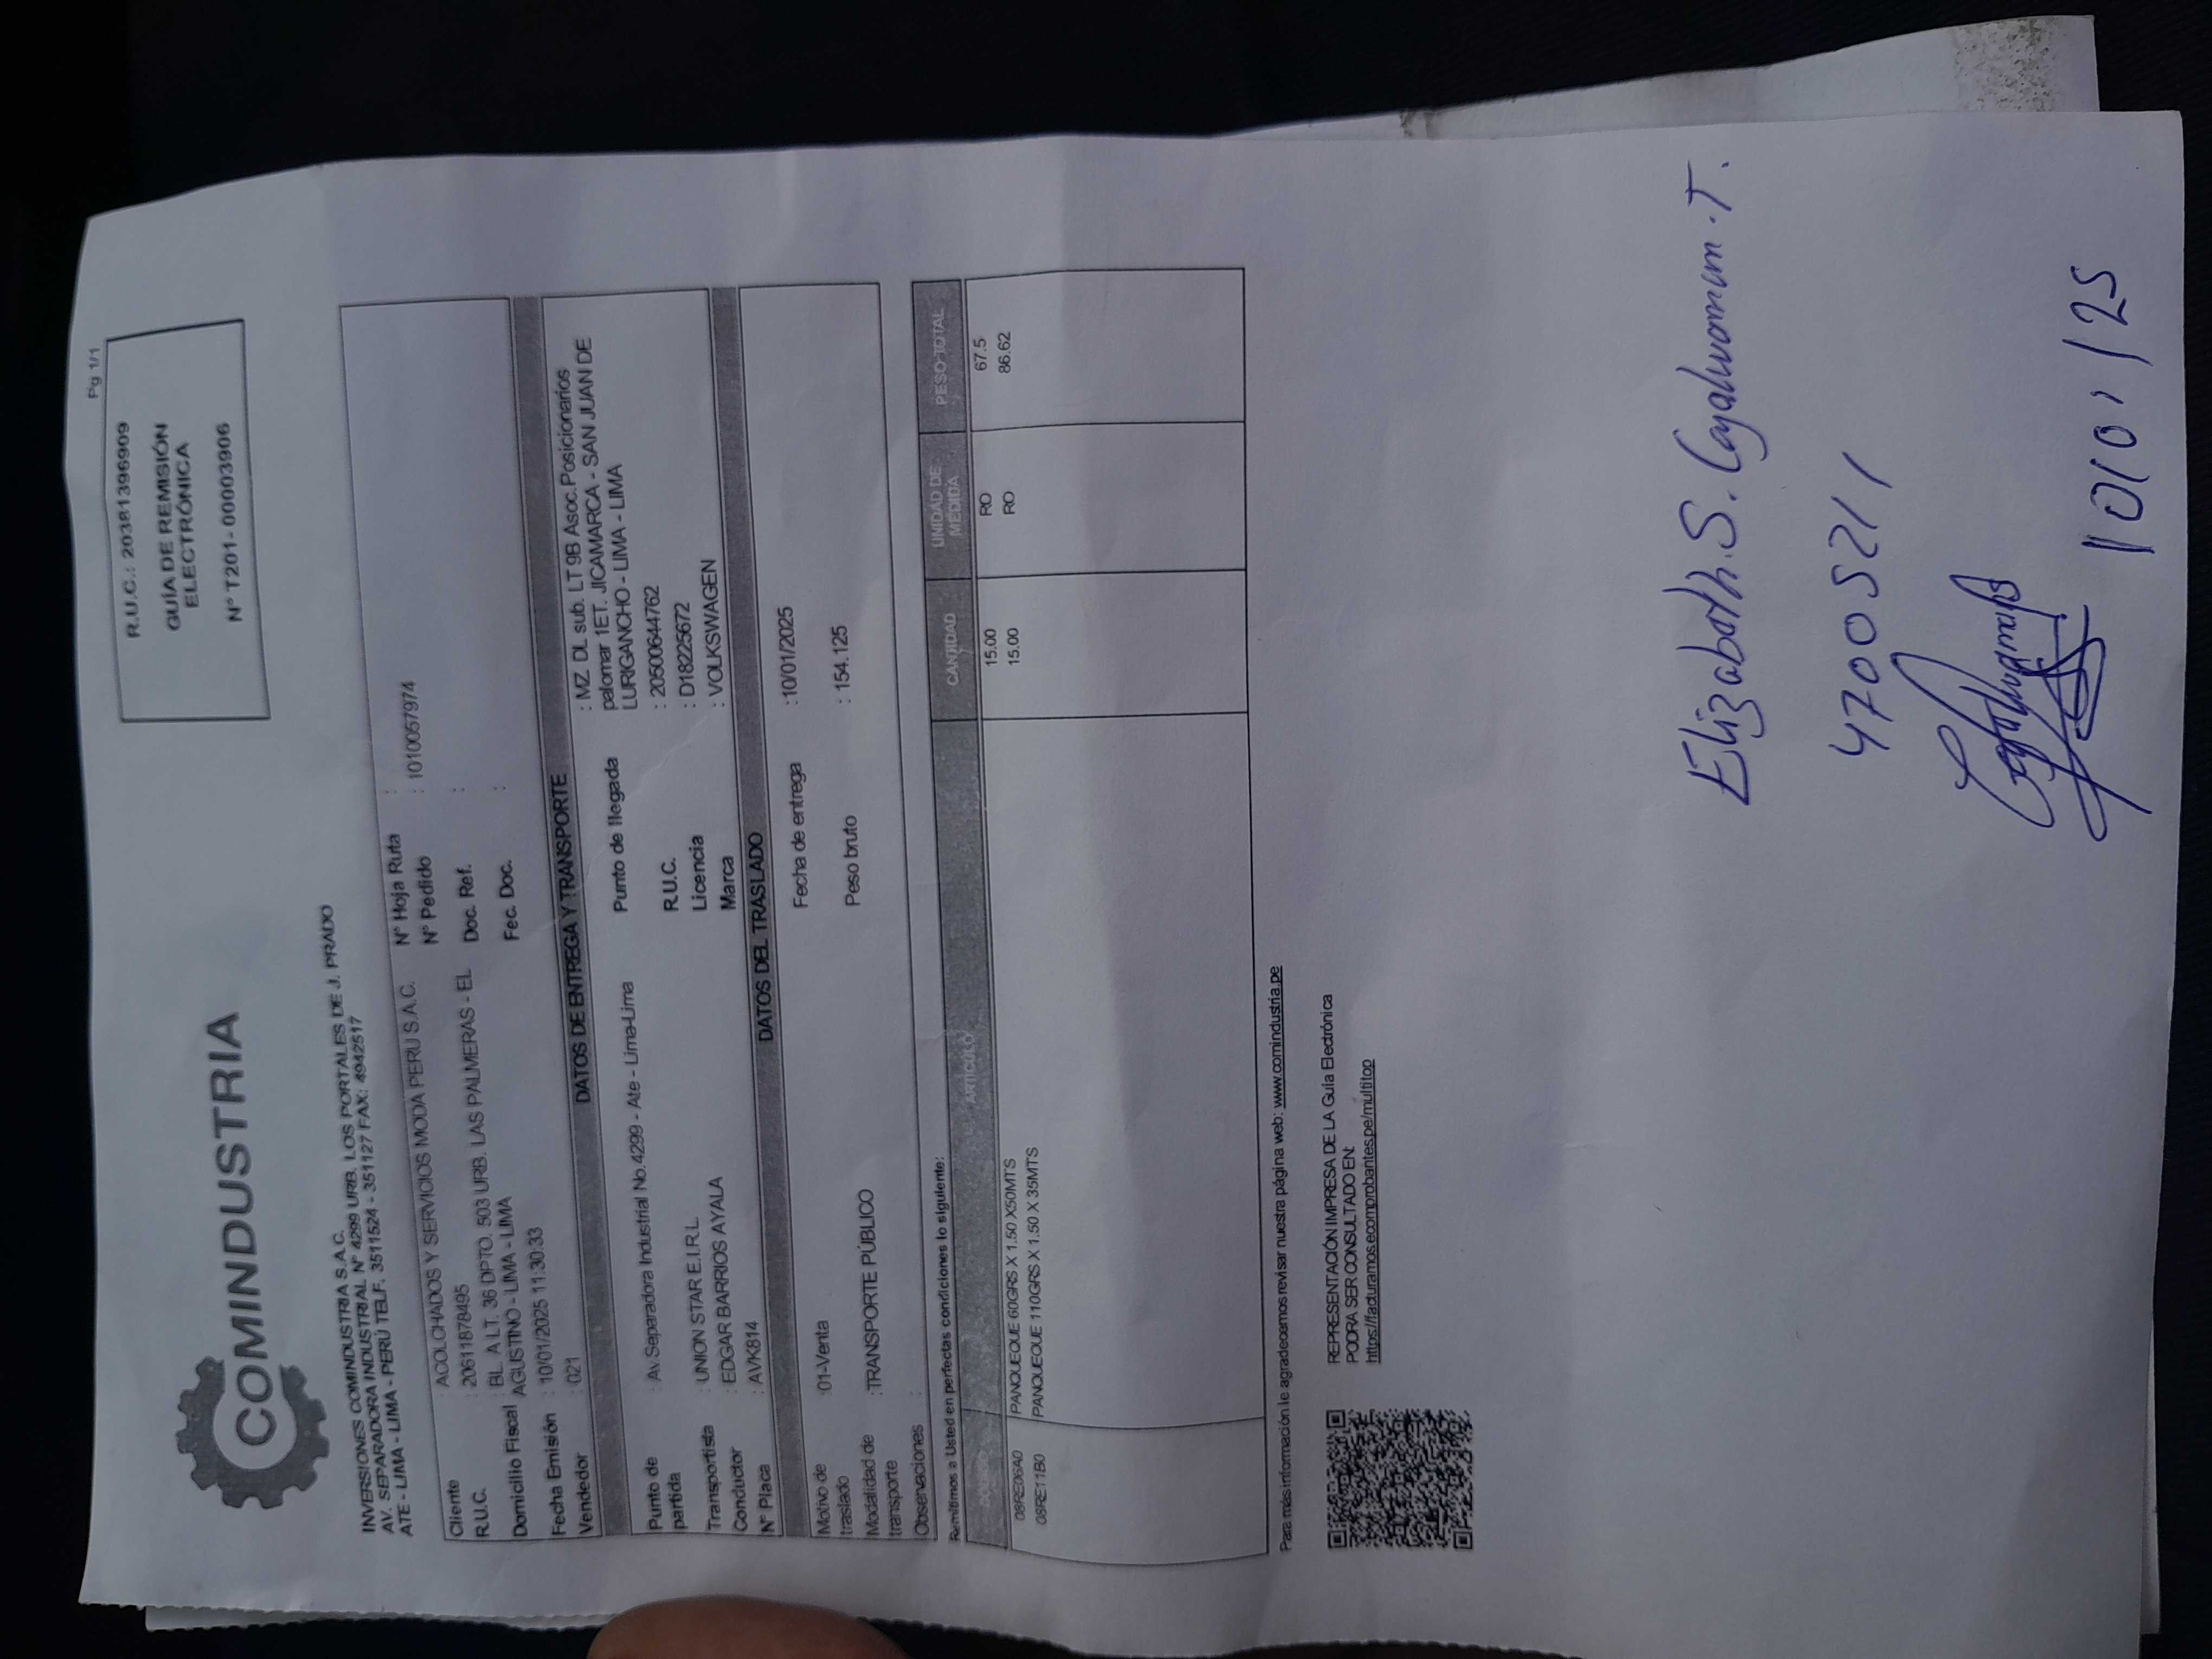 Pg 1/1
R.U.C.: 20381396909
GUÍA DE REMISIÓN
ELECTRÓNICA
N° T201- 00003906
COMINDUSTRIA
INVERSIONES COMINDUSTRIA S.A.C.
AV. SEPARADORA INDUSTRIAL N° 4299 URB. LOS PORTALES DE J. PRADO
ATE - LIMA - LIMA - PERÚ TELF. 3511524 - 351127 FAX: 4942517
Cliente : ACOLCHADOS Y SERVICIOS MODA PERU S.A.C. N° Hoja Ruta :
R.U.C. : 20611878495 N° Pedido : I010057974
Domicilio Fiscal : BL. A LT. 36 DPTO. 503 URB. LAS PALMERAS - EL Doc. Ref. :
AGUSTINO - LIMA - LIMA Fec. Doc. :
Fecha Emisión : 10/01/2025 11:30:33
Vendedor : 021
DATOS DE ENTREGA Y TRANSPORTE
Punto de partida : Av Separadora Industrial No.4299 - Ate - Lima-Lima Punto de llegada : MZ. DL sub. LT 9B Asoc.Posicionarios
palomar 1ET. JICAMARCA - SAN JUAN DE
LURIGANCHO - LIMA - LIMA
Transportista : UNION STAR E.I.R.L. R.U.C. : 20500644762
Conductor : EDGAR BARRIOS AYALA Licencia : D18225672
N° Placa : AVK814 Marca : VOLKSWAGEN
DATOS DEL TRASLADO
Motivo de traslado :01-Venta Fecha de entrega :10/01/2025
Modalidad de transporte :TRANSPORTE PÚBLICO Peso bruto : 154.125
Observaciones :
Remitimos a Usted en perfectas condiciones lo siguiente:
CÓDIGO ARTICULO CANTIDAD UNIDAD DE MEDIDA PESO TOTAL
08RE06A0 PANQUEQUE 60GRS X 1.50 X50MTS 15.00 RO 67.5
08RE11B0 PANQUEQUE 110GRS X 1.50 X 35MTS 15.00 RO 86.62
Para más información le agradecemos revisar nuestra página web: www.comindustria.pe
REPRESENTACIÓN IMPRESA DE LA Guía Electrónica
PODRA SER CONSULTADO EN:
https://facturamos.ecomprobantes.pe/multitop
Elizabeth.S. Cajahuaman.T.
47005211
10/01/25